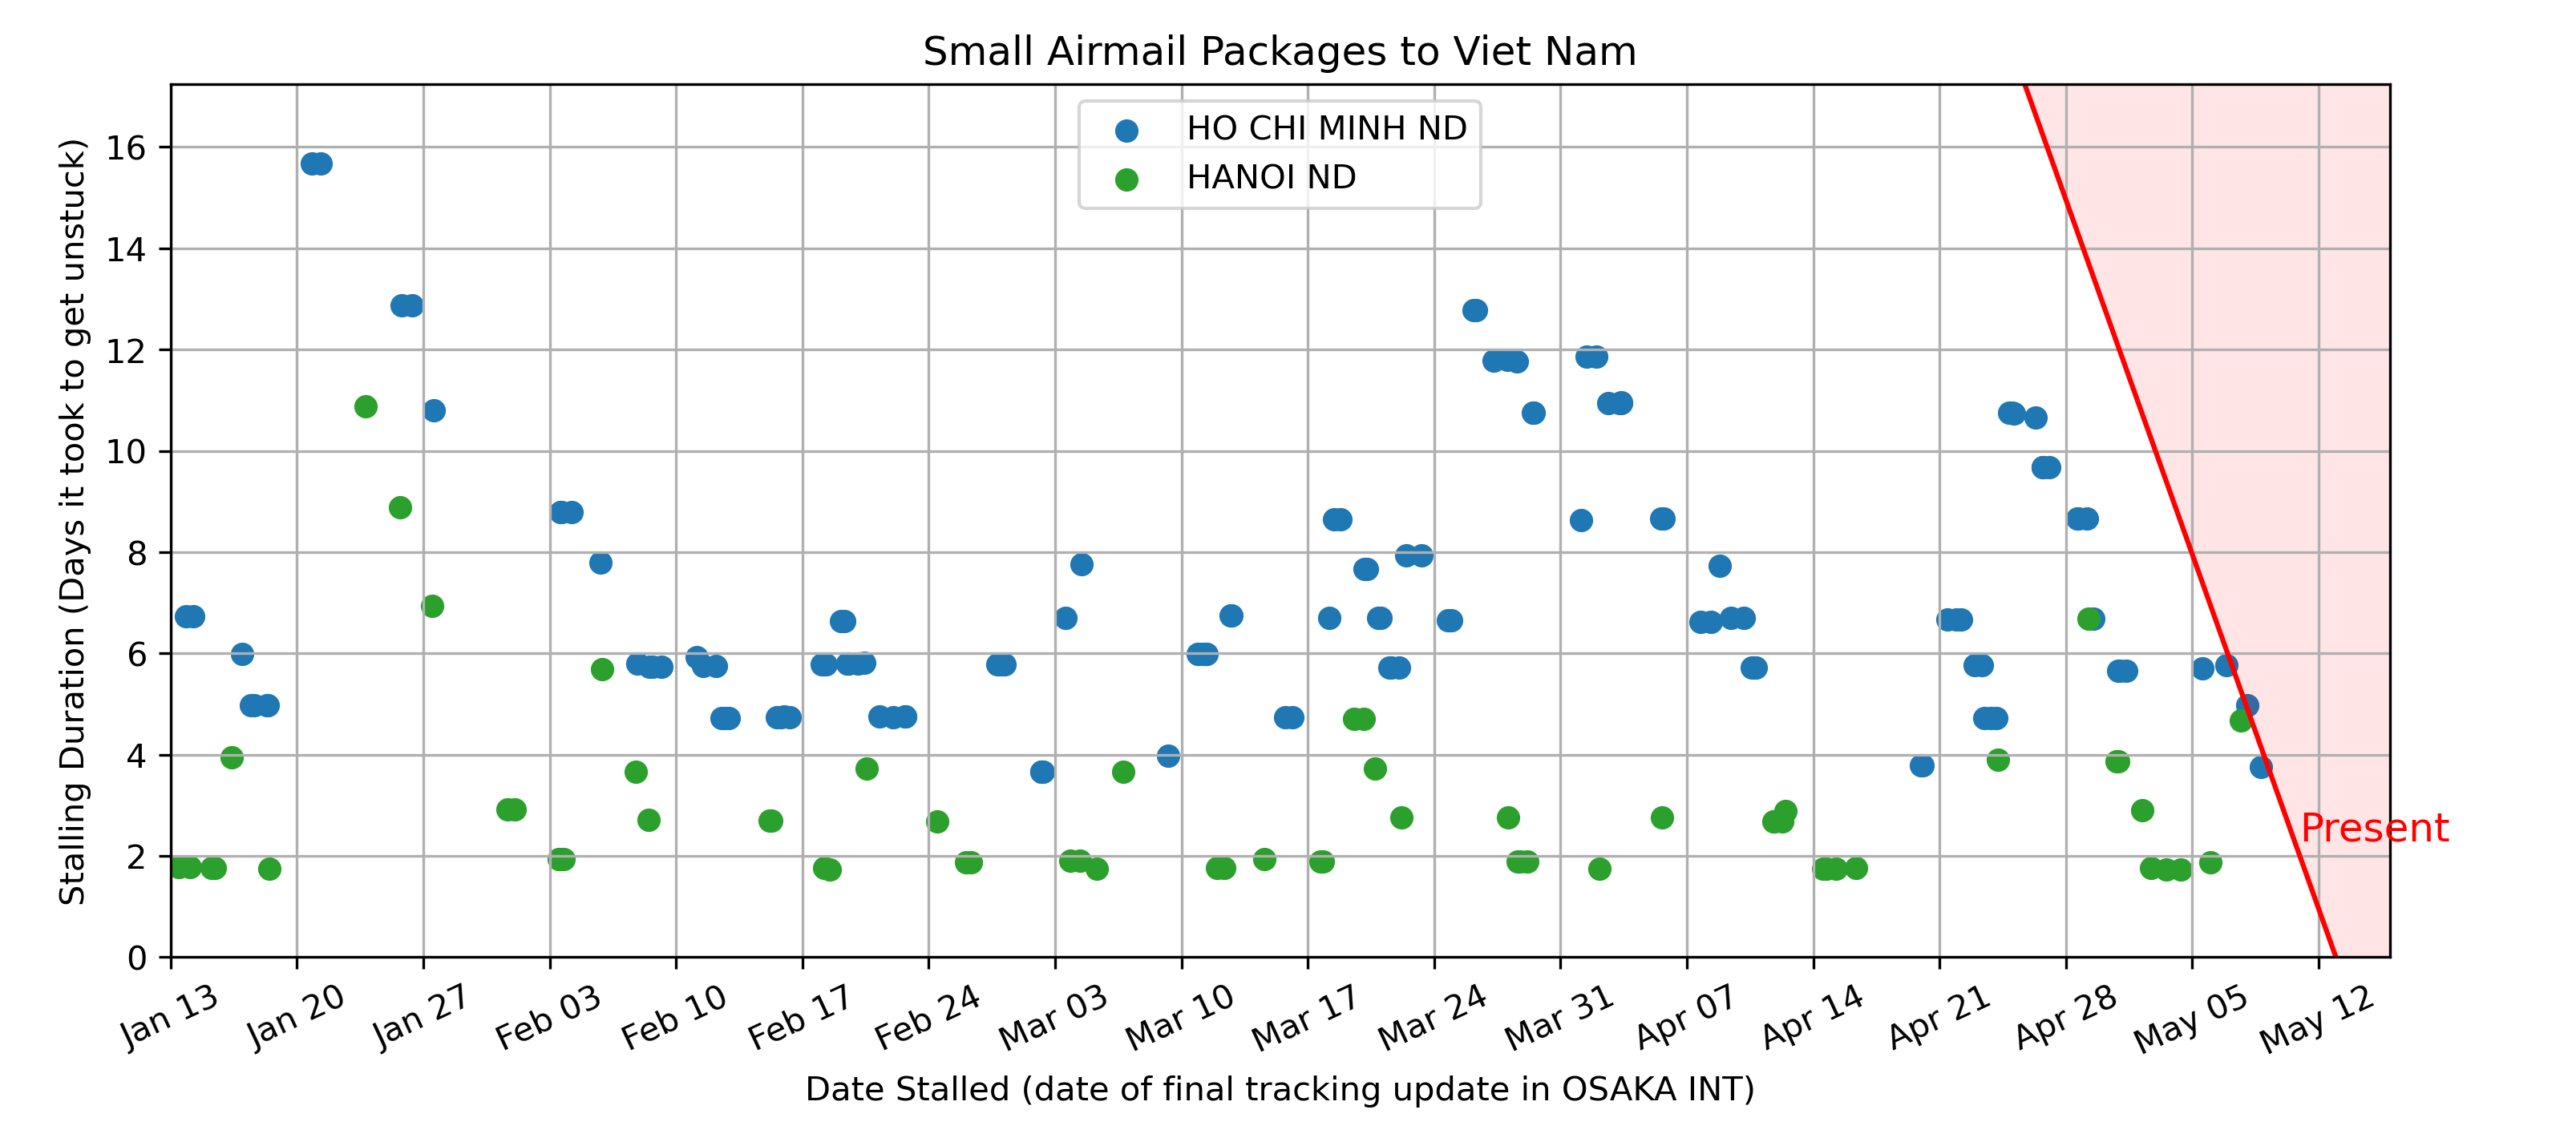 Small Airmail Packages to Viet Nam
HO CHI MINH ND
HANOI ND
Stalling Duration (Days it took to get unstuck)
16
14
12
10
8
6
4
2
0
Present
Jan 13
Jan 20
Jan 27
Feb 03
Feb 10
Feb 17
Feb 24
Mar 03
Mar 10
Mar 17
Mar 24
Mar 31
Apr 07
Apr 14
Apr 21
Apr 28
May 05
May 12
Date Stalled (date of final tracking update in OSAKA INT)